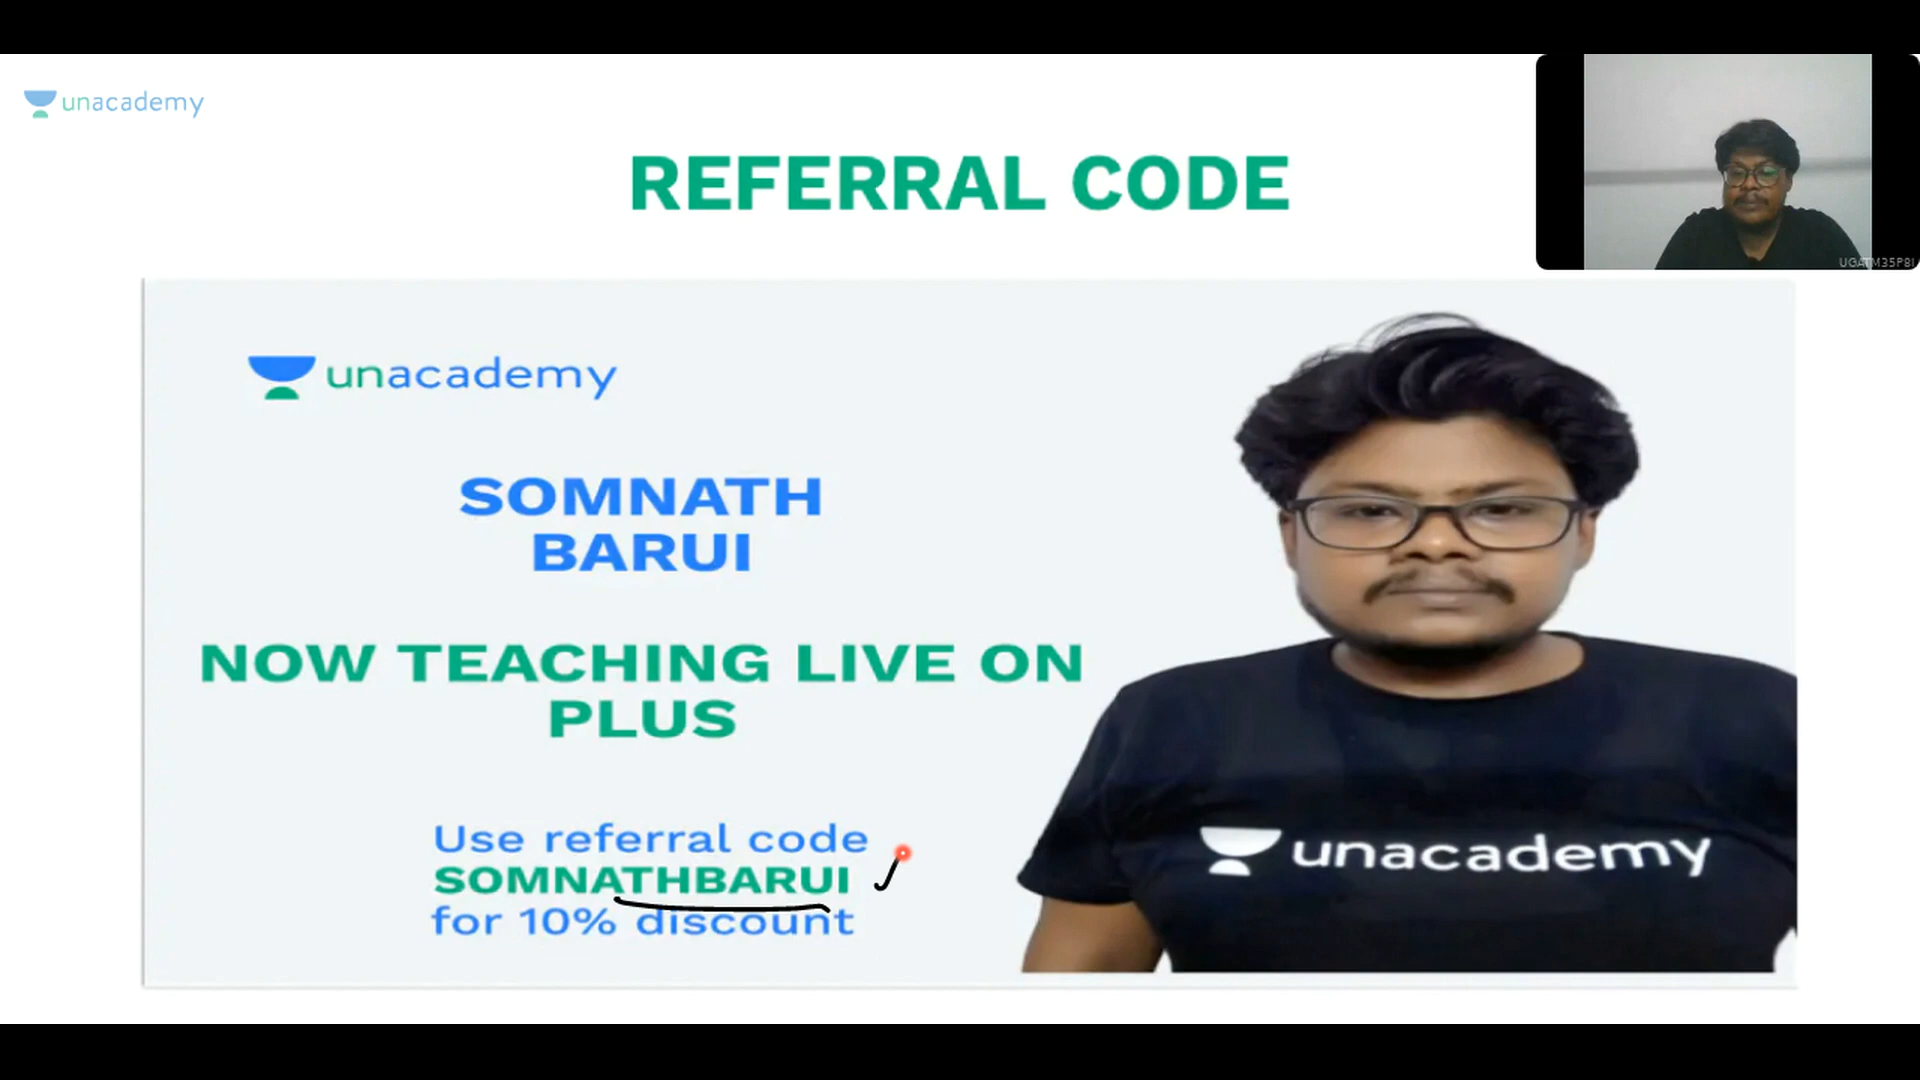 unacademy
REFERRAL CODE
unacademy
SOMNATH
BARUI
NOW TEACHING LIVE ON
PLUS
Use referral code
SOMNATHBARUI
for 10% discount
unacademy